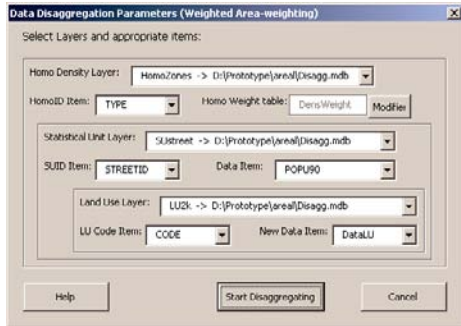 Data Disaggregation Parameters (Weighted Area-weighting)
Select Layers and appropriate items:
Homo Density Layer: HomoZones -> D:\Prototype\areal\Disagg.mdb
HomoID Item: TYPE Homo Weight table: DensWeight Modifier
Statistical Unit Layer: SUstreet -> D:\Prototype\areal\Disagg.mdb
SUID Item: STREETID Data Item: POPU90
Land Use Layer: LU2k -> D:\Prototype\areal\Disagg.mdb
LU Code Item: CODE New Data Item: DataLU
Help Start Disaggregating Cancel